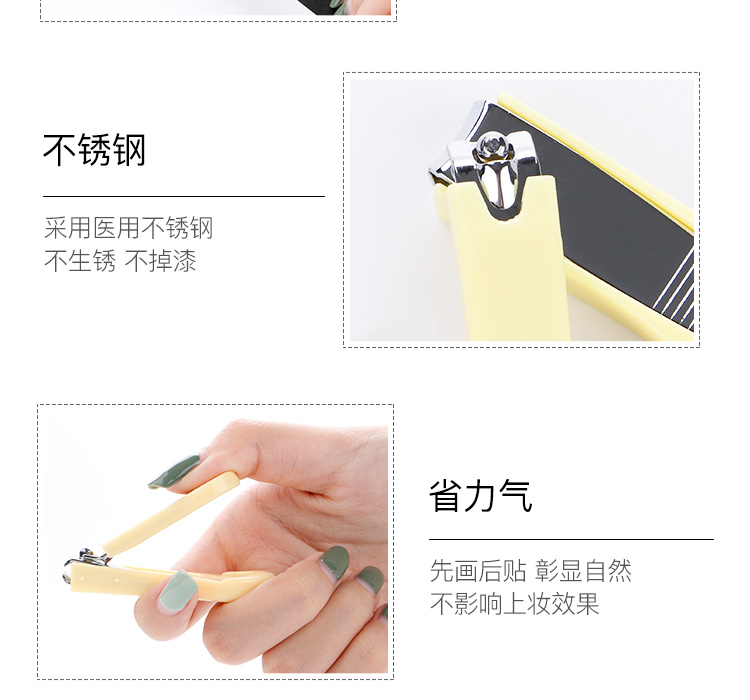 不锈钢
采用医用不锈钢
不生锈 不掉漆
省力气
先画后贴 彰显自然
不影响上妆效果